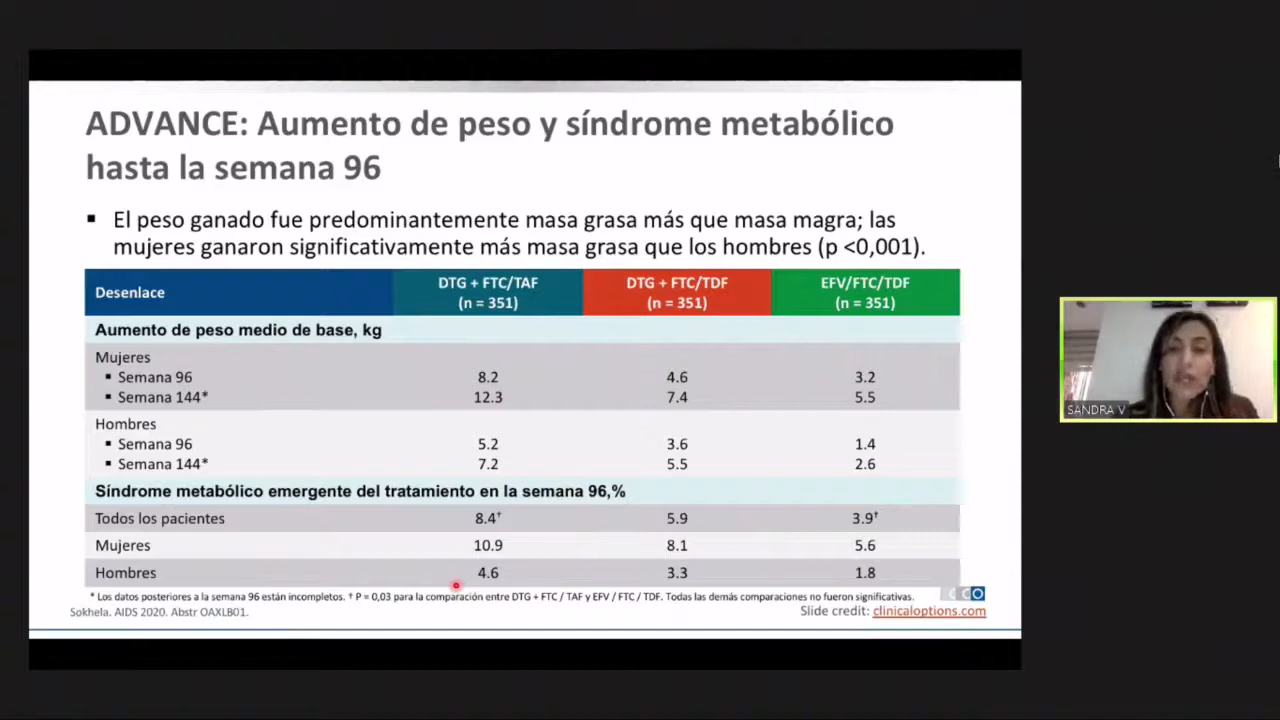 ADVANCE: Aumento de peso y síndrome metabólico
hasta la semana 96
▪ El peso ganado fue predominantemente masa grasa más que masa magra; las
mujeres ganaron significativamente más masa grasa que los hombres (p <0,001).
Desenlace DTG + FTC/TAF (n = 351) DTG + FTC/TDF (n = 351) EFV/FTC/TDF (n = 351)
Aumento de peso medio de base, kg
Mujeres
▪ Semana 96 8.2 4.6 3.2
▪ Semana 144* 12.3 7.4 5.5
Hombres
▪ Semana 96 5.2 3.6 1.4
▪ Semana 144* 7.2 5.5 2.6
Síndrome metabólico emergente del tratamiento en la semana 96,%
Todos los pacientes 8.4† 5.9 3.9†
Mujeres 10.9 8.1 5.6
Hombres 4.6 3.3 1.8
* Los datos posteriores a la semana 96 están incompletos. † P = 0,03 para la comparación entre DTG + FTC / TAF y EFV / FTC / TDF. Todas las demás comparaciones no fueron significativas.
CCO
Sokhela. AIDS 2020. Abstr OAXLB01.
Slide credit: clinicaloptions.com
SANDRA V